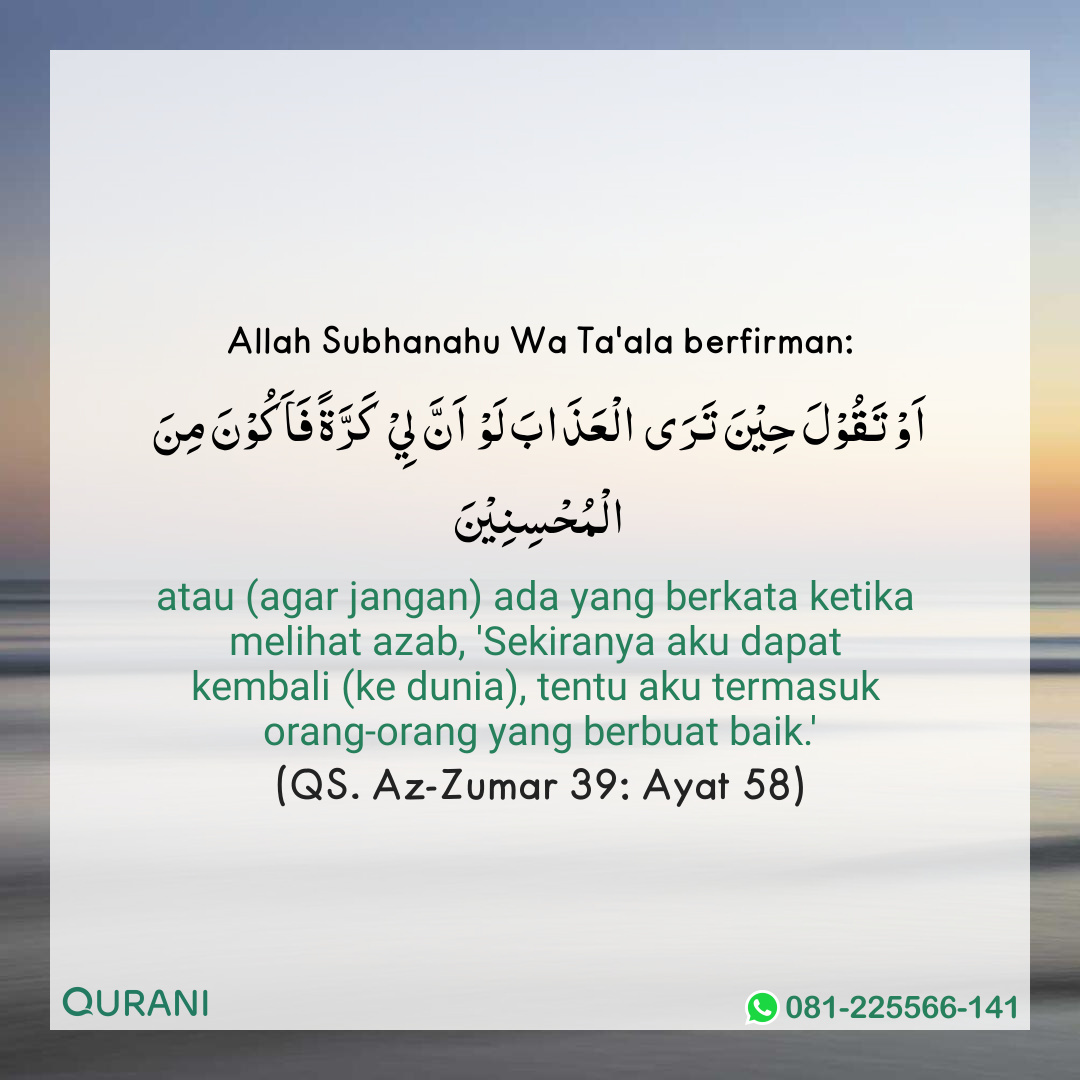 Allah Subhanahu Wa Ta'ala berfirman:
اَوْ تَقُوْلَ حِيْنَ تَرَى الْعَذَابَ لَوْ اَنَّ لِيْ كَرَّةً فَاَكُوْنَ مِنَ
الْمُحْسِنِيْنَ
atau (agar jangan) ada yang berkata ketika
melihat azab, 'Sekiranya aku dapat
kembali (ke dunia), tentu aku termasuk
orang-orang yang berbuat baik.'
(QS. Az-Zumar 39: Ayat 58)
QURANI
081-225566-141